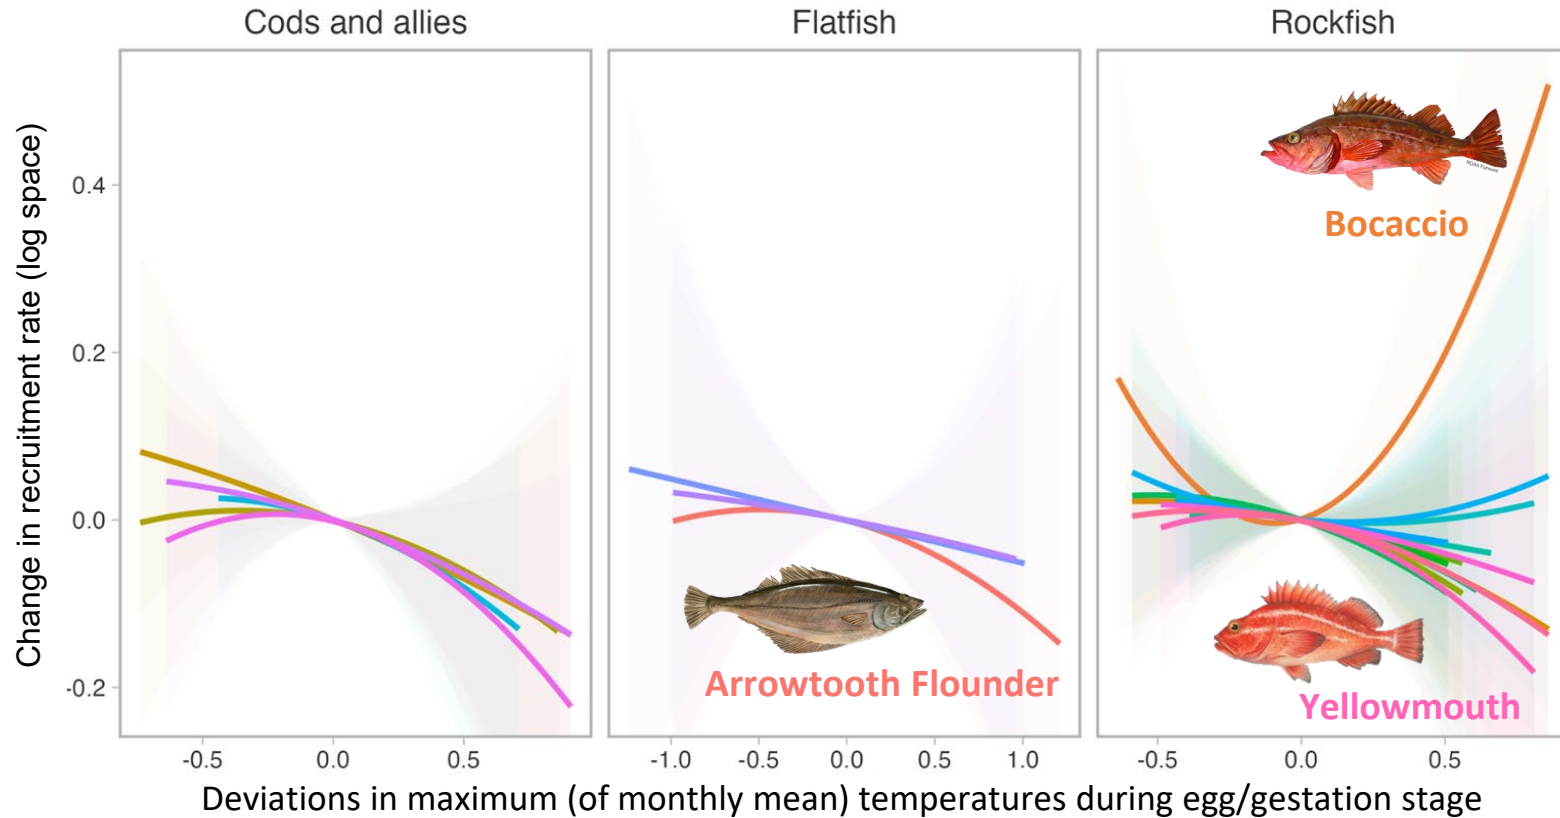 Cods and allies
Flatfish
Rockfish
Change in recruitment rate (log space)
0.4
0.2
0.0
-0.2
NOAA Fisheries
Bocaccio
Arrowtooth Flounder
Yellowmouth
-0.5 0.0 0.5
-1.0 -0.5 0.0 0.5 1.0
-0.5 0.0 0.5
Deviations in maximum (of monthly mean) temperatures during egg/gestation stage